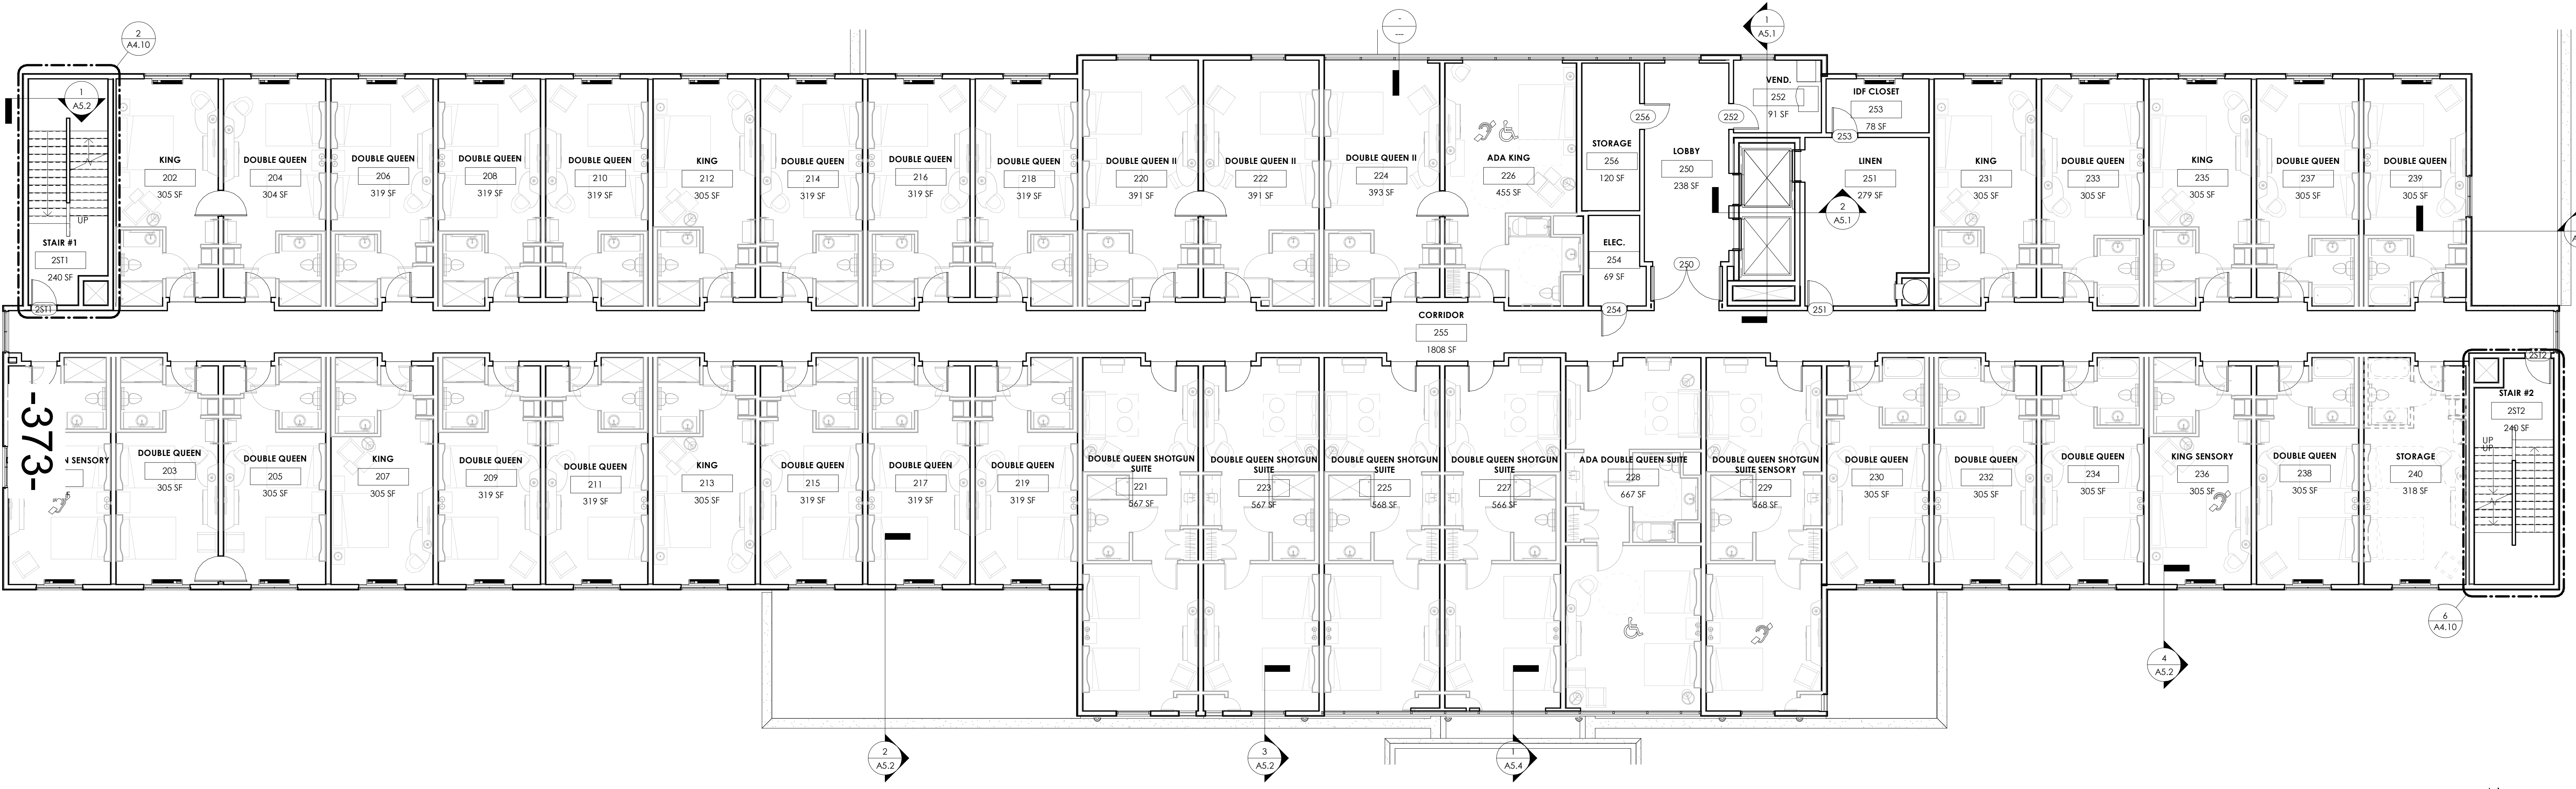 2
A4.10
-
---
1
A5.1
1
A5.2
UP
STAIR #1
2ST1
240 SF
2ST1
KING
202
305 SF
DOUBLE QUEEN
204
304 SF
DOUBLE QUEEN
206
319 SF
DOUBLE QUEEN
208
319 SF
DOUBLE QUEEN
210
319 SF
KING
212
305 SF
DOUBLE QUEEN
214
319 SF
DOUBLE QUEEN
216
319 SF
DOUBLE QUEEN
218
319 SF
DOUBLE QUEEN II
220
391 SF
DOUBLE QUEEN II
222
391 SF
DOUBLE QUEEN II
224
393 SF
ADA KING
226
455 SF
STORAGE
256
120 SF
256
ELEC.
254
69 SF
254
LOBBY
250
238 SF
250
252
VEND.
252
91 SF
IDF CLOSET
253
78 SF
253
LINEN
251
279 SF
2
A5.1
251
KING
231
305 SF
DOUBLE QUEEN
233
305 SF
KING
235
305 SF
DOUBLE QUEEN
237
305 SF
DOUBLE QUEEN
239
305 SF
CORRIDOR
255
1808 SF
-373-
N SENSORY
DOUBLE QUEEN
203
305 SF
DOUBLE QUEEN
205
305 SF
KING
207
305 SF
DOUBLE QUEEN
209
319 SF
DOUBLE QUEEN
211
319 SF
KING
213
305 SF
DOUBLE QUEEN
215
319 SF
DOUBLE QUEEN
217
319 SF
DOUBLE QUEEN
219
319 SF
DOUBLE QUEEN SHOTGUN
SUITE
221
567 SF
DOUBLE QUEEN SHOTGUN
SUITE
223
567 SF
DOUBLE QUEEN SHOTGUN
SUITE
225
568 SF
DOUBLE QUEEN SHOTGUN
SUITE
227
566 SF
ADA DOUBLE QUEEN SUITE
228
667 SF
DOUBLE QUEEN SHOTGUN
SUITE SENSORY
229
568 SF
DOUBLE QUEEN
230
305 SF
DOUBLE QUEEN
232
305 SF
DOUBLE QUEEN
234
305 SF
KING SENSORY
236
305 SF
DOUBLE QUEEN
238
305 SF
STORAGE
240
318 SF
2ST2
STAIR #2
2ST2
240 SF
UP
UP
6
A4.10
4
A5.2
2
A5.2
3
A5.2
1
A5.4